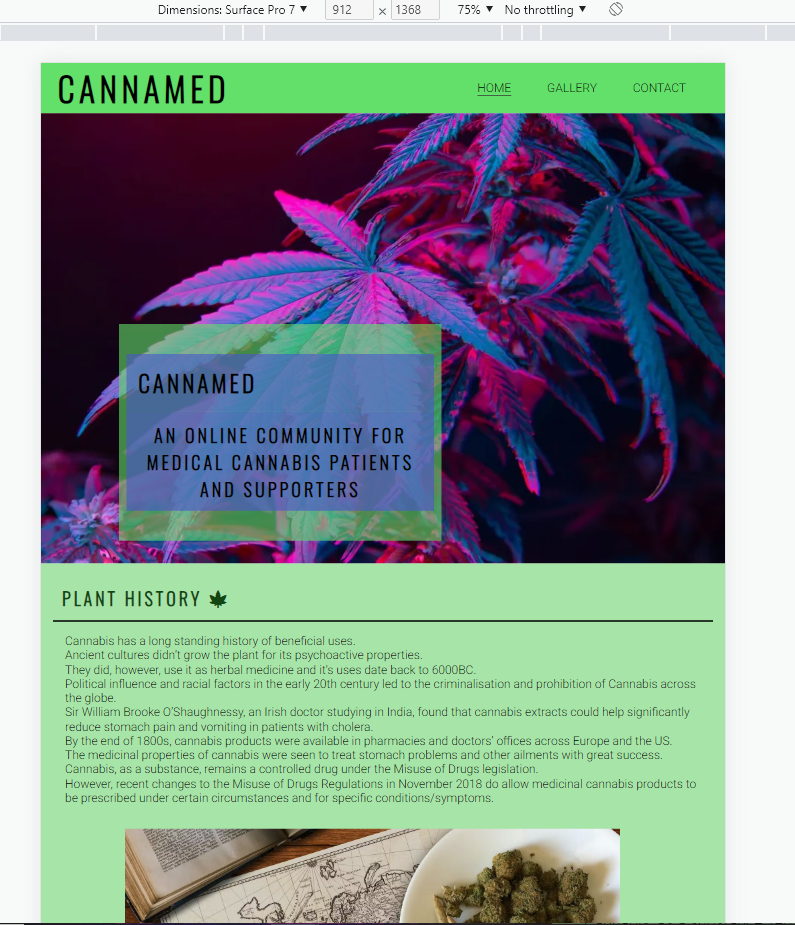 Dimensions: Surface Pro 7 ▼ 912 × 1368 75% ▼ No throttling ▼
CANNAMED
HOME GALLERY CONTACT
CANNAMED
AN ONLINE COMMUNITY FOR
MEDICAL CANNABIS PATIENTS
AND SUPPORTERS
PLANT HISTORY
Cannabis has a long standing history of beneficial uses.
Ancient cultures didn't grow the plant for its psychoactive properties.
They did, however, use it as herbal medicine and it's uses date back to 6000BC.
Political influence and racial factors in the early 20th century led to the criminalisation and prohibition of Cannabis across
the globe.
Sir William Brooke O'Shaughnessy, an Irish doctor studying in India, found that cannabis extracts could help significantly
reduce stomach pain and vomiting in patients with cholera.
By the end of 1800s, cannabis products were available in pharmacies and doctors' offices across Europe and the US.
The medicinal properties of cannabis were seen to treat stomach problems and other ailments with great success.
Cannabis, as a substance, remains a controlled drug under the Misuse of Drugs legislation.
However, recent changes to the Misuse of Drugs Regulations in November 2018 do allow medicinal cannabis products to
be prescribed under certain circumstances and for specific conditions/symptoms.